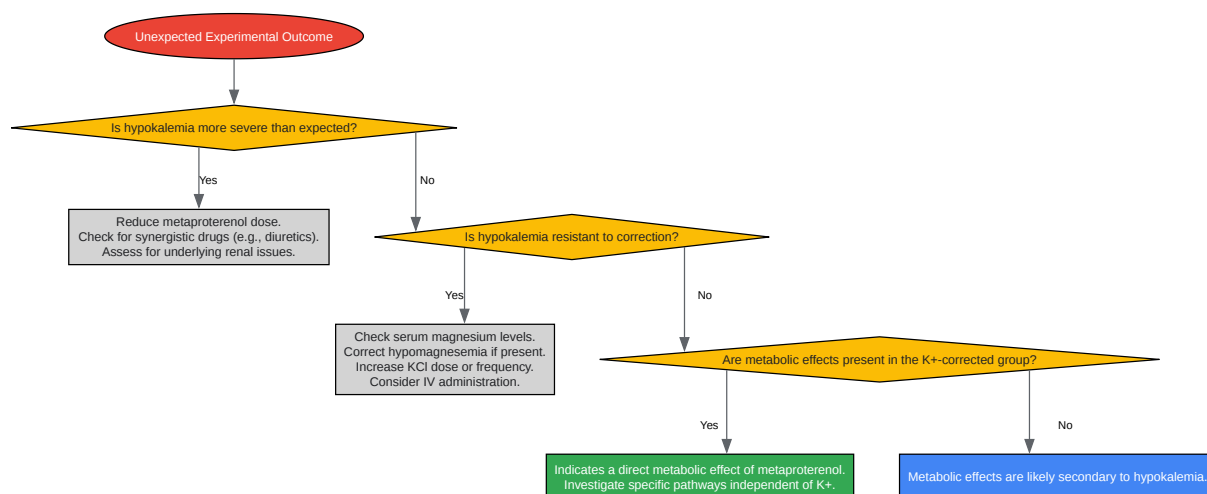 Unexpected Experimental Outcome
Is hypokalemia more severe than expected?
Yes
No
Reduce metaproterenol dose.
Check for synergistic drugs (e.g., diuretics).
Assess for underlying renal issues.
Is hypokalemia resistant to correction?
Yes
No
Check serum magnesium levels.
Correct hypomagnesemia if present.
Increase KCl dose or frequency.
Consider IV administration.
Are metabolic effects present in the K+-corrected group?
Yes
No
Indicates a direct metabolic effect of metaproterenol.
Investigate specific pathways independent of K+.
Metabolic effects are likely secondary to hypokalemia.